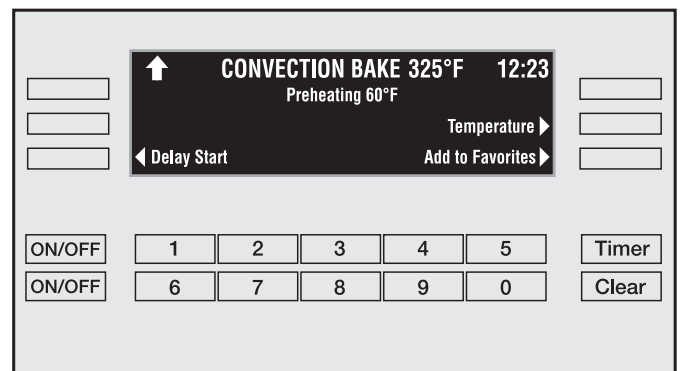 CONVECTION BAKE 325°F 12:23
Preheating 60°F
Temperature
Delay Start Add to Favorites
ON/OFF 1 2 3 4 5 Timer
ON/OFF 6 7 8 9 0 Clear